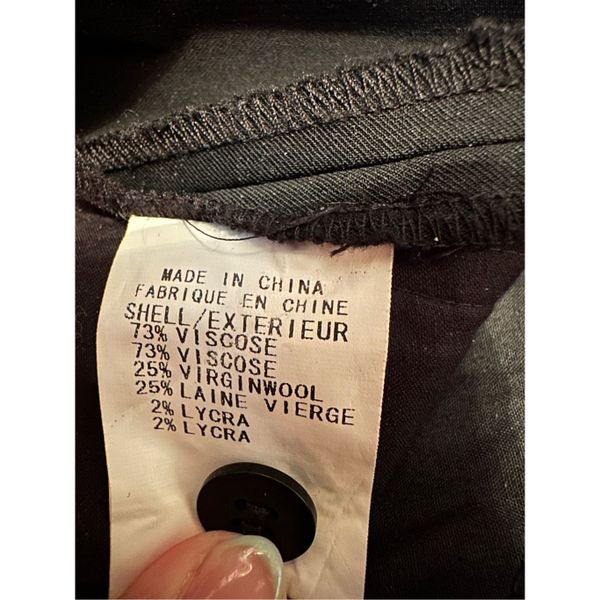 MADE IN CHINA
FABRIQUE EN CHINE
SHELL/EXTERIEUR
73% VISCOSE
73% VISCOSE
25% VIRGINWOOL
25% LAINE VIERGE
2% LYCRA
2% LYCRA